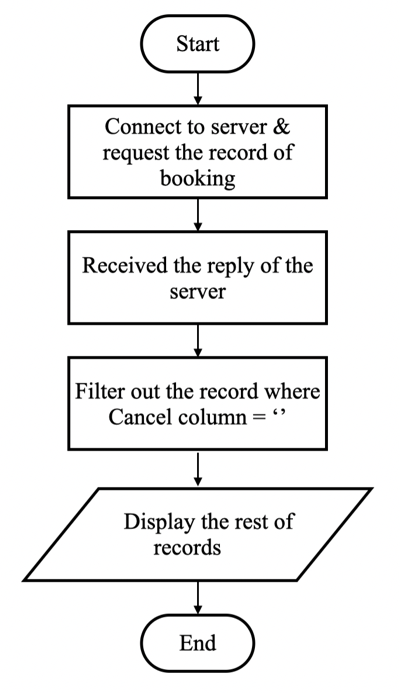 Start
Connect to server &
request the record of
booking
Received the reply of the
server
Filter out the record where
Cancel column = ‘’
Display the rest of
records
End